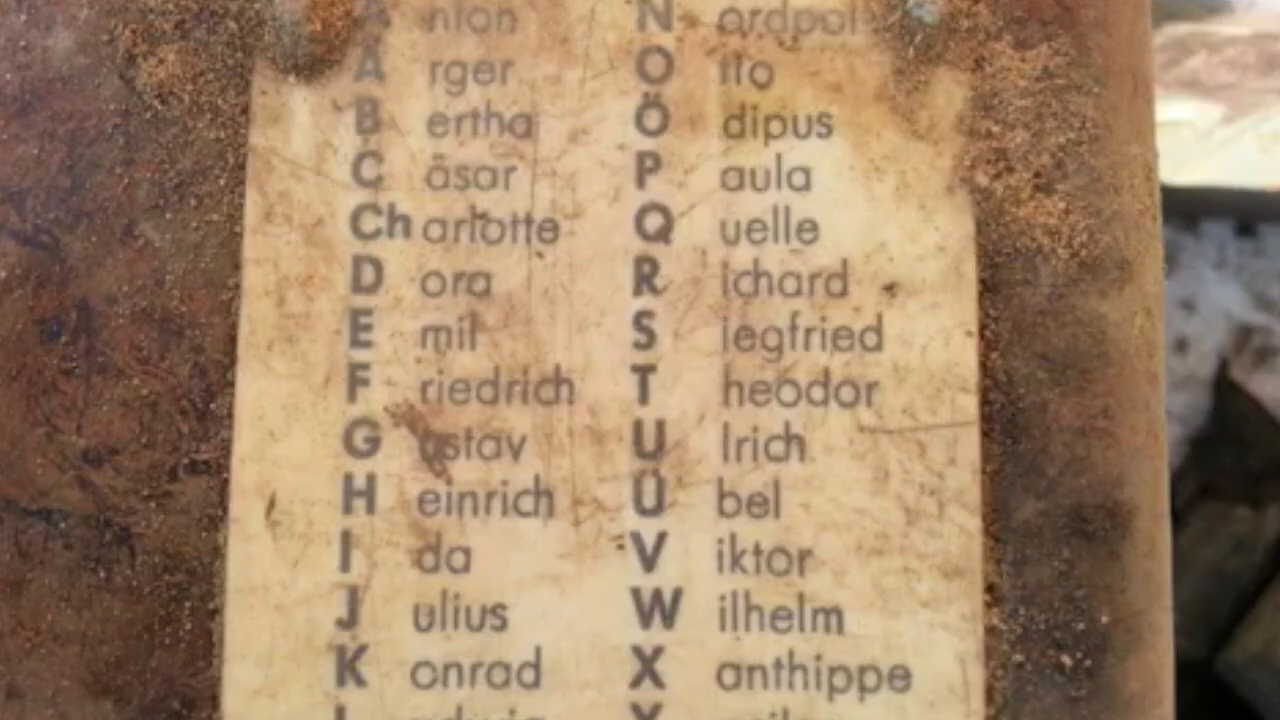 A nton N ordpol
Ä rger O tto
B ertha Ö dipus
C äsar P aula
Ch arlotte Q uelle
D ora R ichard
E mil S iegfried
F riedrich T heodor
G ustav U lrich
H einrich Ü bel
I da V iktor
J ulius W ilhelm
K onrad X anthippe